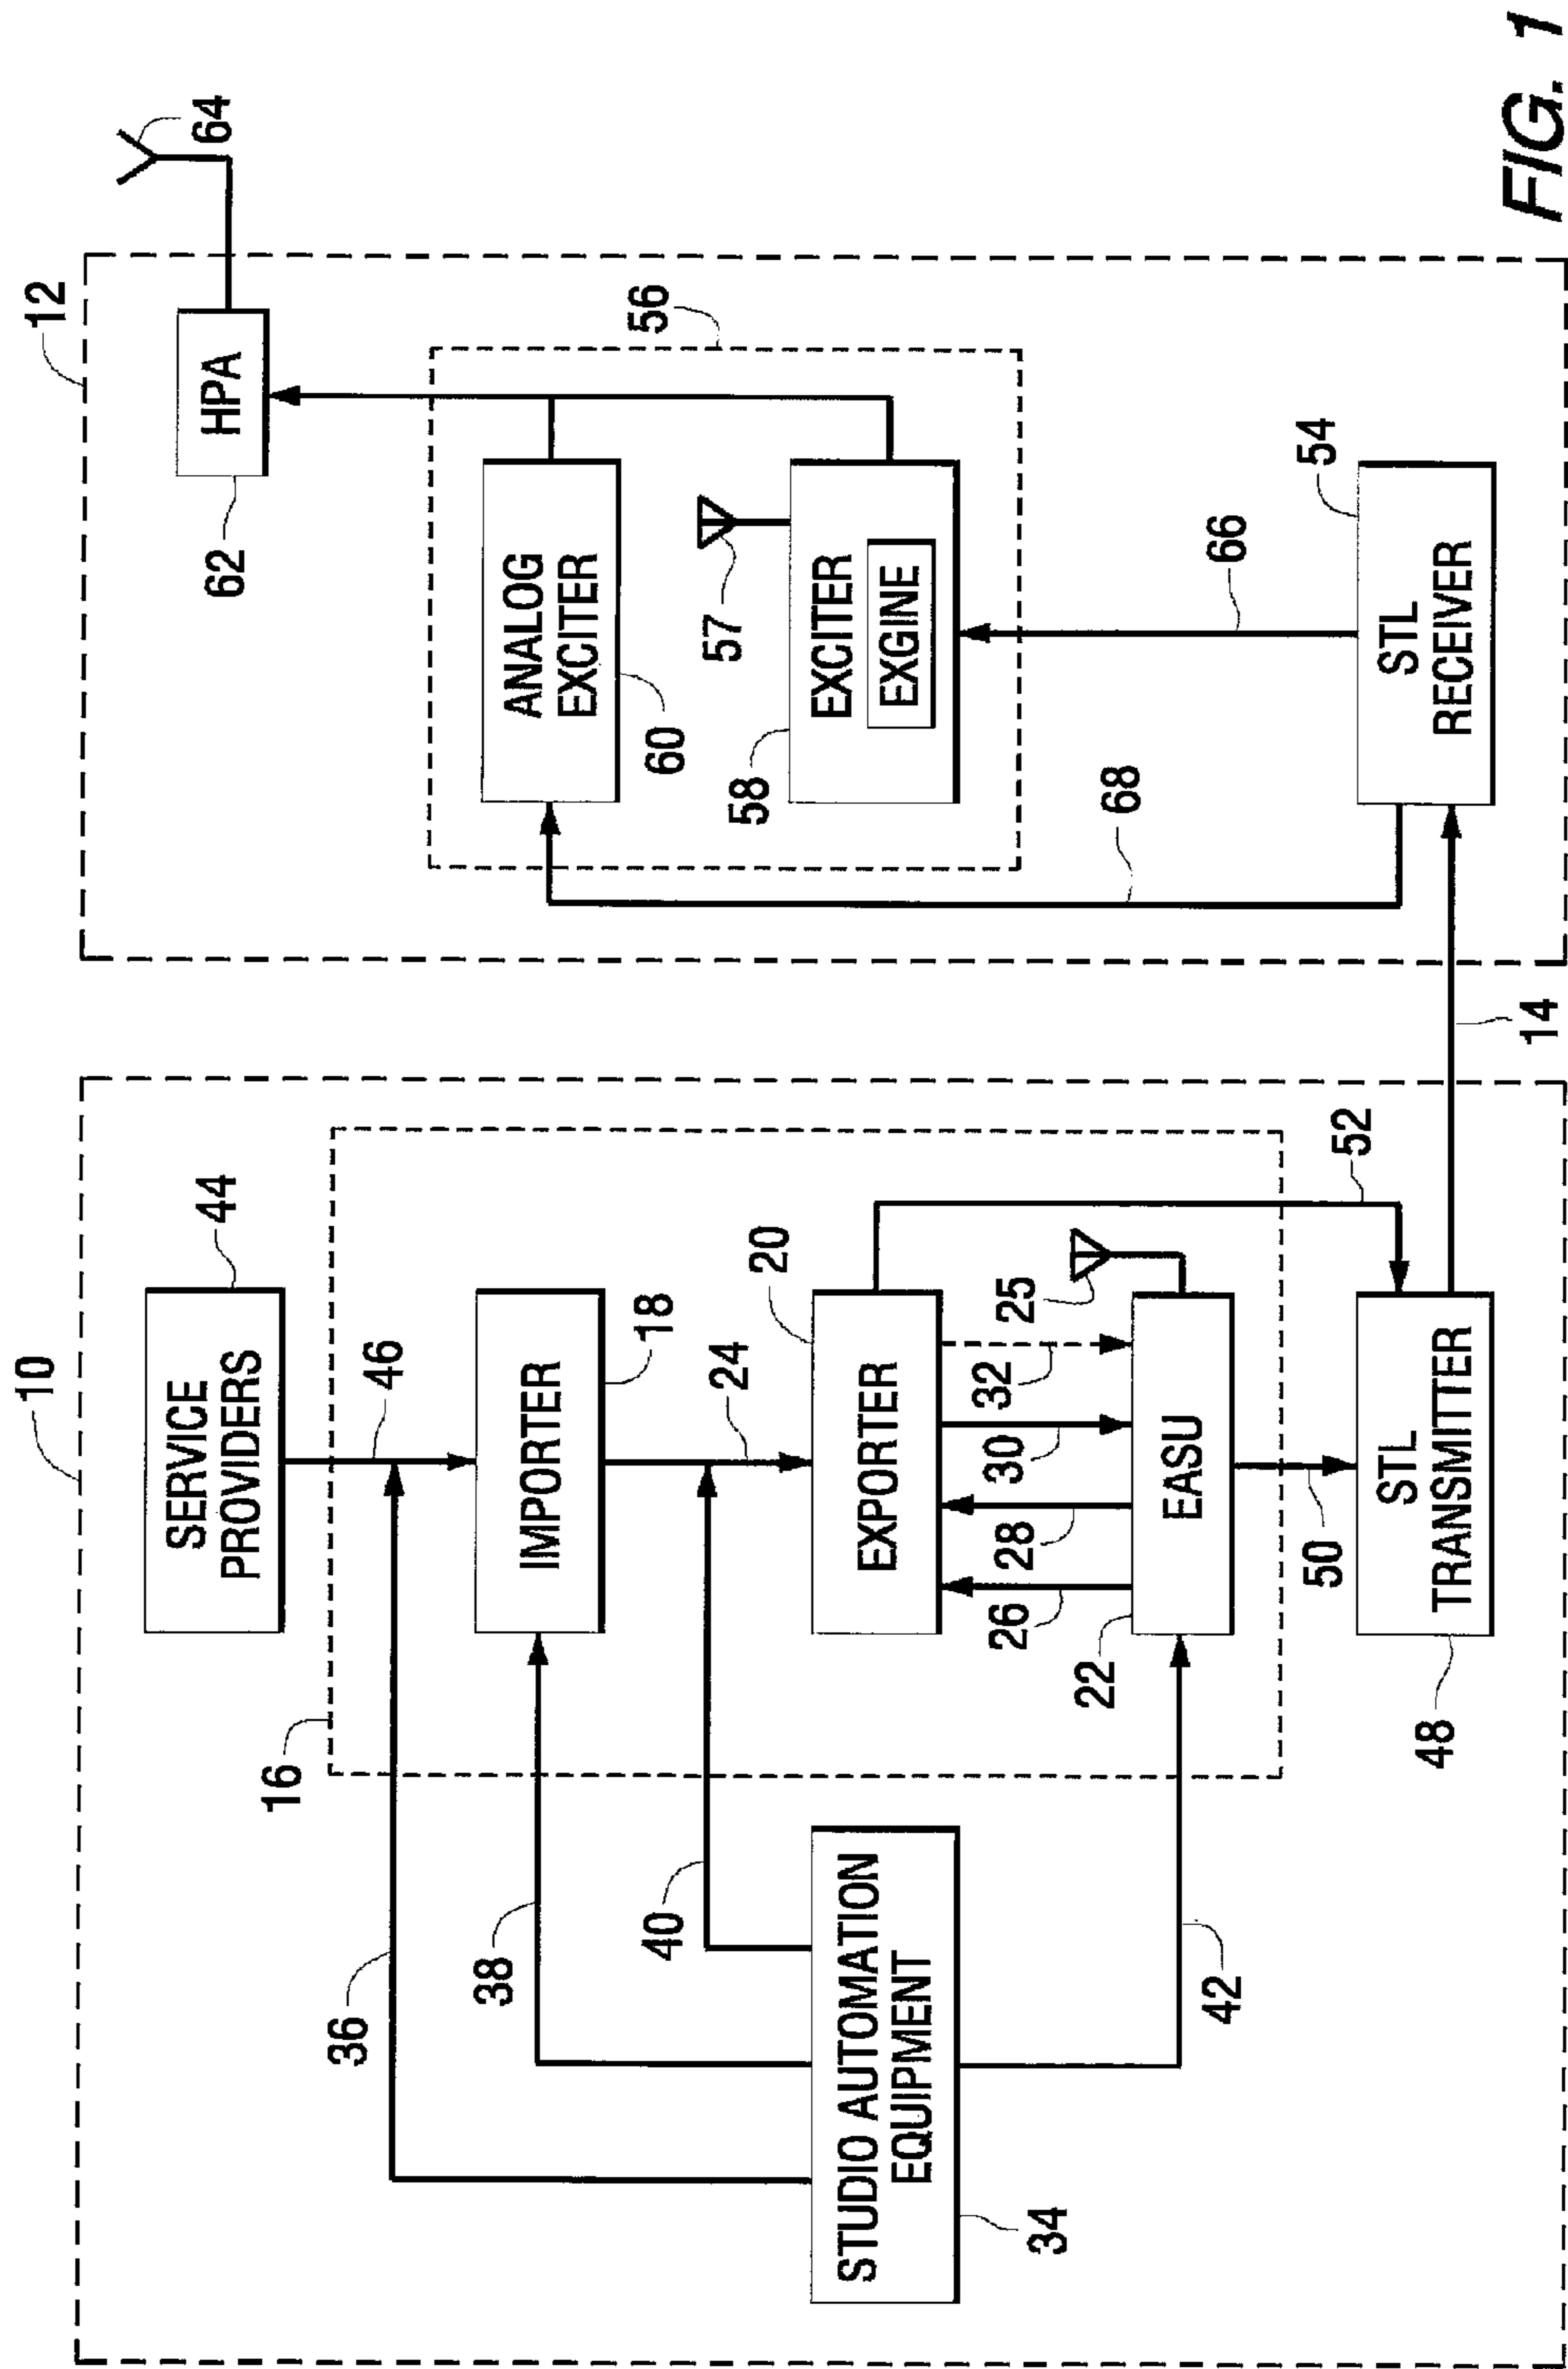 10
SERVICE
PROVIDERS
44
46
16
36
38
IMPORTER
18
40
24
STUDIO AUTOMATION
EQUIPMENT
34
EXPORTER
20
26
28
30
32
25
22
EASU
42
50
52
STL
TRANSMITTER
48
14
12
HPA
62
64
56
ANALOG
EXCITER
60
57
EXCITER
EXGINE
58
66
68
STL
RECEIVER
54
FIG. 1